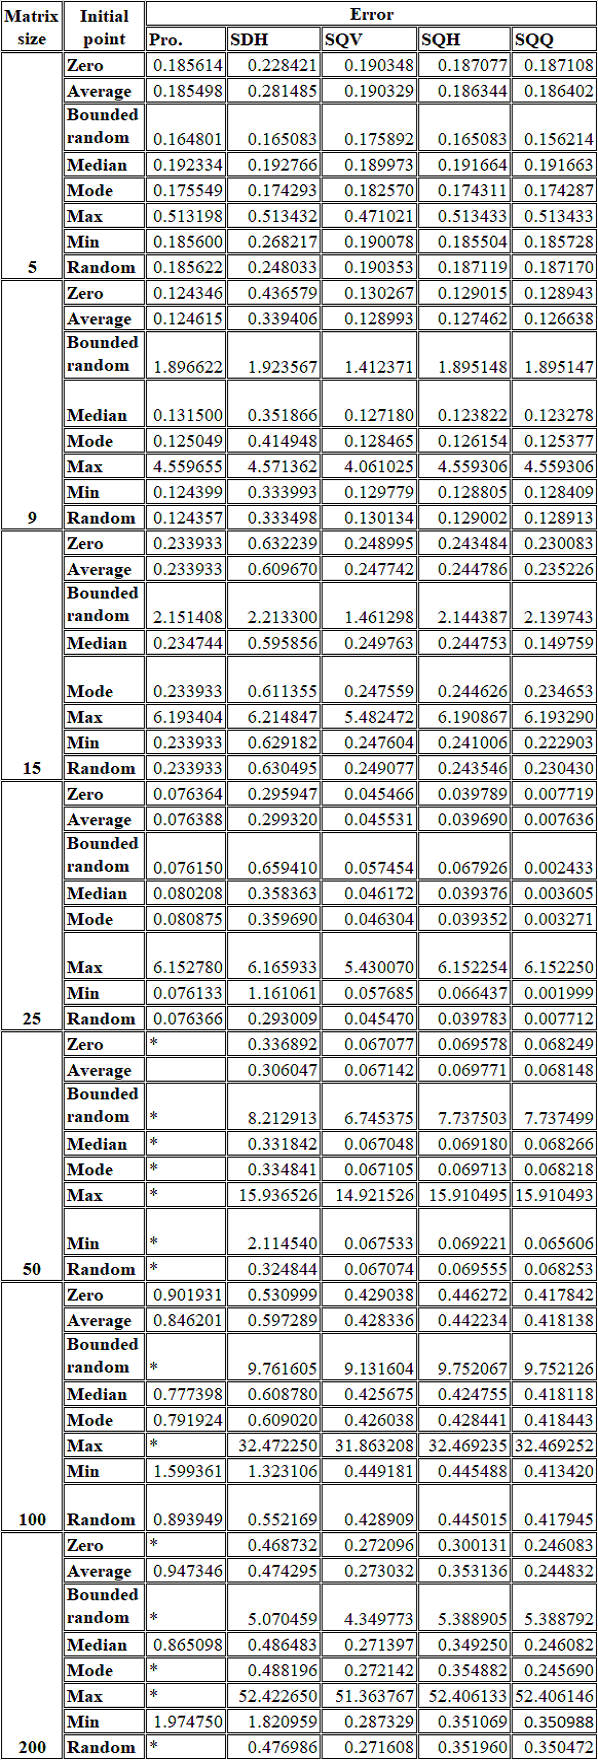 Matrix size Initial point Error
Pro. SDH SQV SQH SQQ
5
Zero 0.185614 0.228421 0.190348 0.187077 0.187108
Average 0.185498 0.281485 0.190329 0.186344 0.186402
Bounded random 0.164801 0.165083 0.175892 0.165083 0.156214
Median 0.192334 0.192766 0.189973 0.191664 0.191663
Mode 0.175549 0.174293 0.182570 0.174311 0.174287
Max 0.513198 0.513432 0.471021 0.513433 0.513433
Min 0.185600 0.268217 0.190078 0.185504 0.185728
Random 0.185622 0.248033 0.190353 0.187119 0.187170
9
Zero 0.124346 0.436579 0.130267 0.129015 0.128943
Average 0.124615 0.339406 0.128993 0.127462 0.126638
Bounded random 1.896622 1.923567 1.412371 1.895148 1.895147
Median 0.131500 0.351866 0.127180 0.123822 0.123278
Mode 0.125049 0.414948 0.128465 0.126154 0.125377
Max 4.559655 4.571362 4.061025 4.559306 4.559306
Min 0.124399 0.333993 0.129779 0.128805 0.128409
Random 0.124357 0.333498 0.130134 0.129002 0.128913
15
Zero 0.233933 0.632239 0.248995 0.243484 0.230083
Average 0.233933 0.609670 0.247742 0.244786 0.235226
Bounded random 2.151408 2.213300 1.461298 2.144387 2.139743
Median 0.234744 0.595856 0.249763 0.244753 0.149759
Mode 0.233933 0.611355 0.247559 0.244626 0.234653
Max 6.193404 6.214847 5.482472 6.190867 6.193290
Min 0.233933 0.629182 0.247604 0.241006 0.222903
Random 0.233933 0.630495 0.249077 0.243546 0.230430
25
Zero 0.076364 0.295947 0.045466 0.039789 0.007719
Average 0.076388 0.299320 0.045531 0.039690 0.007636
Bounded random 0.076150 0.659410 0.057454 0.067926 0.002433
Median 0.080208 0.358363 0.046172 0.039376 0.003605
Mode 0.080875 0.359690 0.046304 0.039352 0.003271
Max 6.152780 6.165933 5.430070 6.152254 6.152250
Min 0.076133 1.161061 0.057685 0.066437 0.001999
Random 0.076366 0.293009 0.045470 0.039783 0.007712
50
Zero * 0.336892 0.067077 0.069578 0.068249
Average 0.306047 0.067142 0.069771 0.068148
Bounded random * 8.212913 6.745375 7.737503 7.737499
Median * 0.331842 0.067048 0.069180 0.068266
Mode * 0.334841 0.067105 0.069713 0.068218
Max * 15.936526 14.921526 15.910495 15.910493
Min * 2.114540 0.067533 0.069221 0.065606
Random * 0.324844 0.067074 0.069555 0.068253
100
Zero 0.901931 0.530999 0.429038 0.446272 0.417842
Average 0.846201 0.597289 0.428336 0.442234 0.418138
Bounded random * 9.761605 9.131604 9.752067 9.752126
Median 0.777398 0.608780 0.425675 0.424755 0.418118
Mode 0.791924 0.609020 0.426038 0.428441 0.418443
Max * 32.472250 31.863208 32.469235 32.469252
Min 1.599361 1.323106 0.449181 0.445488 0.413420
Random 0.893949 0.552169 0.428909 0.445015 0.417945
200
Zero * 0.468732 0.272096 0.300131 0.246083
Average 0.947346 0.474295 0.273032 0.353136 0.244832
Bounded random * 5.070459 4.349773 5.388905 5.388792
Median 0.865098 0.486483 0.271397 0.349250 0.246082
Mode * 0.488196 0.272142 0.354882 0.245690
Max * 52.422650 51.363767 52.406133 52.406146
Min 1.974750 1.820959 0.287329 0.351069 0.350988
Random * 0.476986 0.271608 0.351960 0.350472